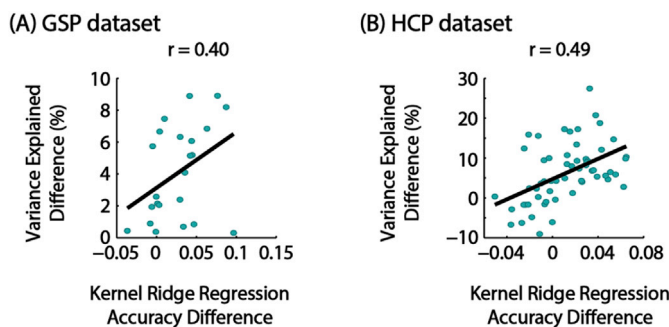 (A) GSP dataset
r = 0.40
Variance Explained
Difference (%)
10
8
6
4
2
0
−0.05
0
0.05
0.10
0.15
Kernel Ridge Regression
Accuracy Difference
(B) HCP dataset
r = 0.49
Variance Explained
Difference (%)
30
20
10
0
−10
−0.04
0
0.04
0.08
Kernel Ridge Regression
Accuracy Difference